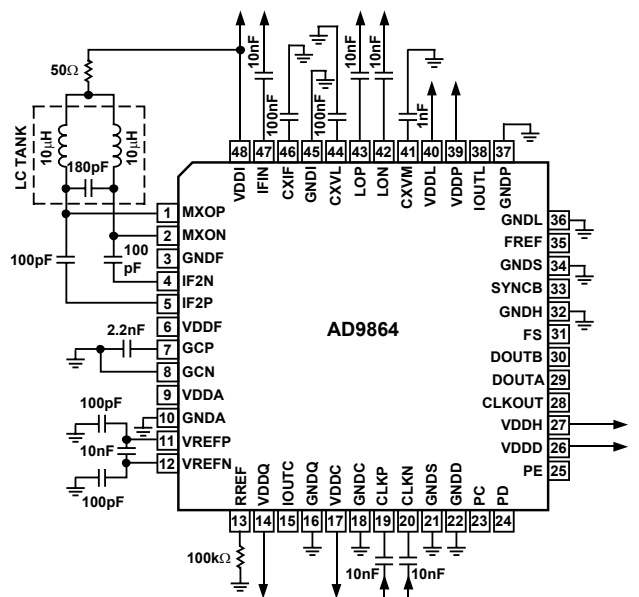 50Ω
LC TANK
10μH
10μH
180pF
100pF
100
pF
2.2nF
100pF
10nF
100pF
10nF
100nF
100nF
10nF
10nF
1nF
48 47 46 45 44 43 42 41 40 39 38 37
VDDI IFIN CXIF GNDI CXVL LOP LON CXVM VDDL VDDP IOUTL GNDP
1 MXOP
2 MXON
3 GNDF
4 IF2N
5 IF2P
6 VDDF
7 GCP
8 GCN
9 VDDA
10 GNDA
11 VREFP
12 VREFN
AD9864
GNDL 36
FREF 35
GNDS 34
SYNCB 33
GNDH 32
FS 31
DOUTB 30
DOUTA 29
CLKOUT 28
VDDH 27
VDDD 26
PE 25
RREF VDDQ IOUTC GNDQ VDDC GNDC CLKP CLKN GNDS GNDD PC PD
13 14 15 16 17 18 19 20 21 22 23 24
100kΩ
10nF
10nF